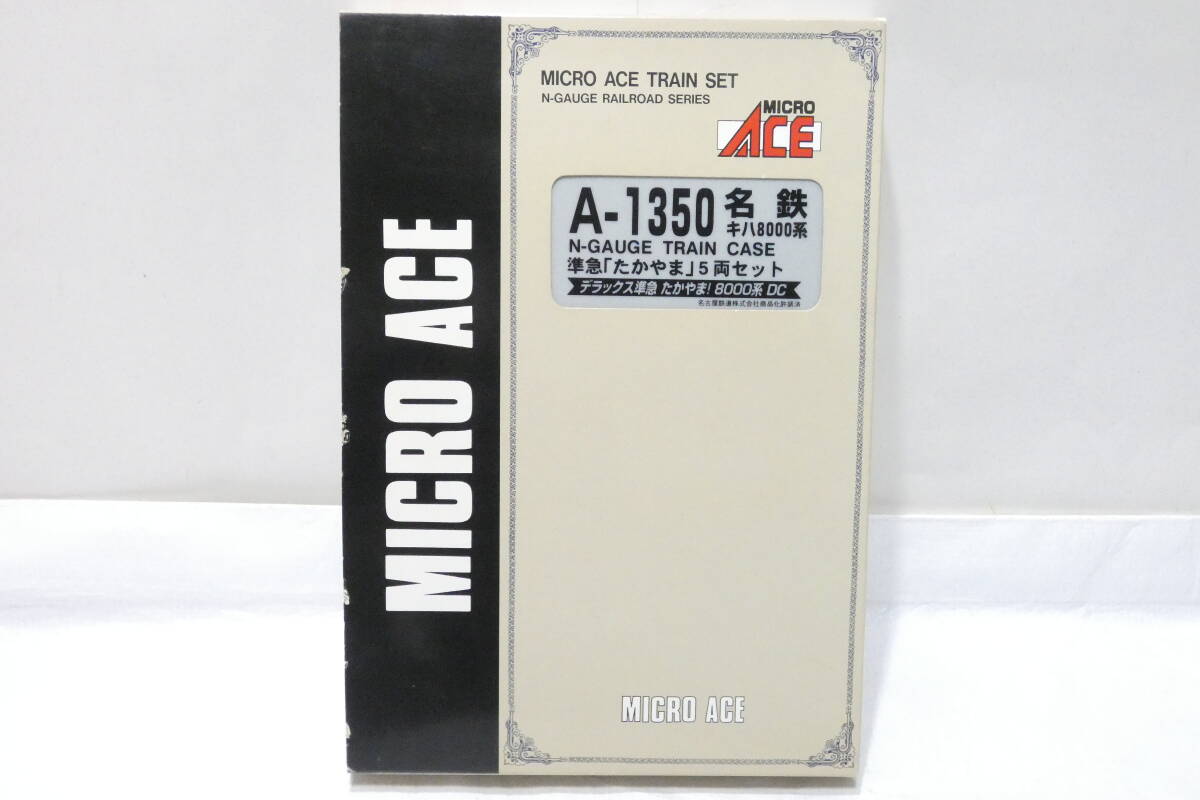 MICRO ACE
MICRO ACE TRAIN SET
N-GAUGE RAILROAD SERIES
MICRO
ACE
A-1350 名鉄
キハ8000系
N-GAUGE TRAIN CASE
準急「たかやま」5両セット
デラックス準急 たかやま! 8000系 DC
名古屋鉄道株式会社商品化許諾済
MICRO ACE